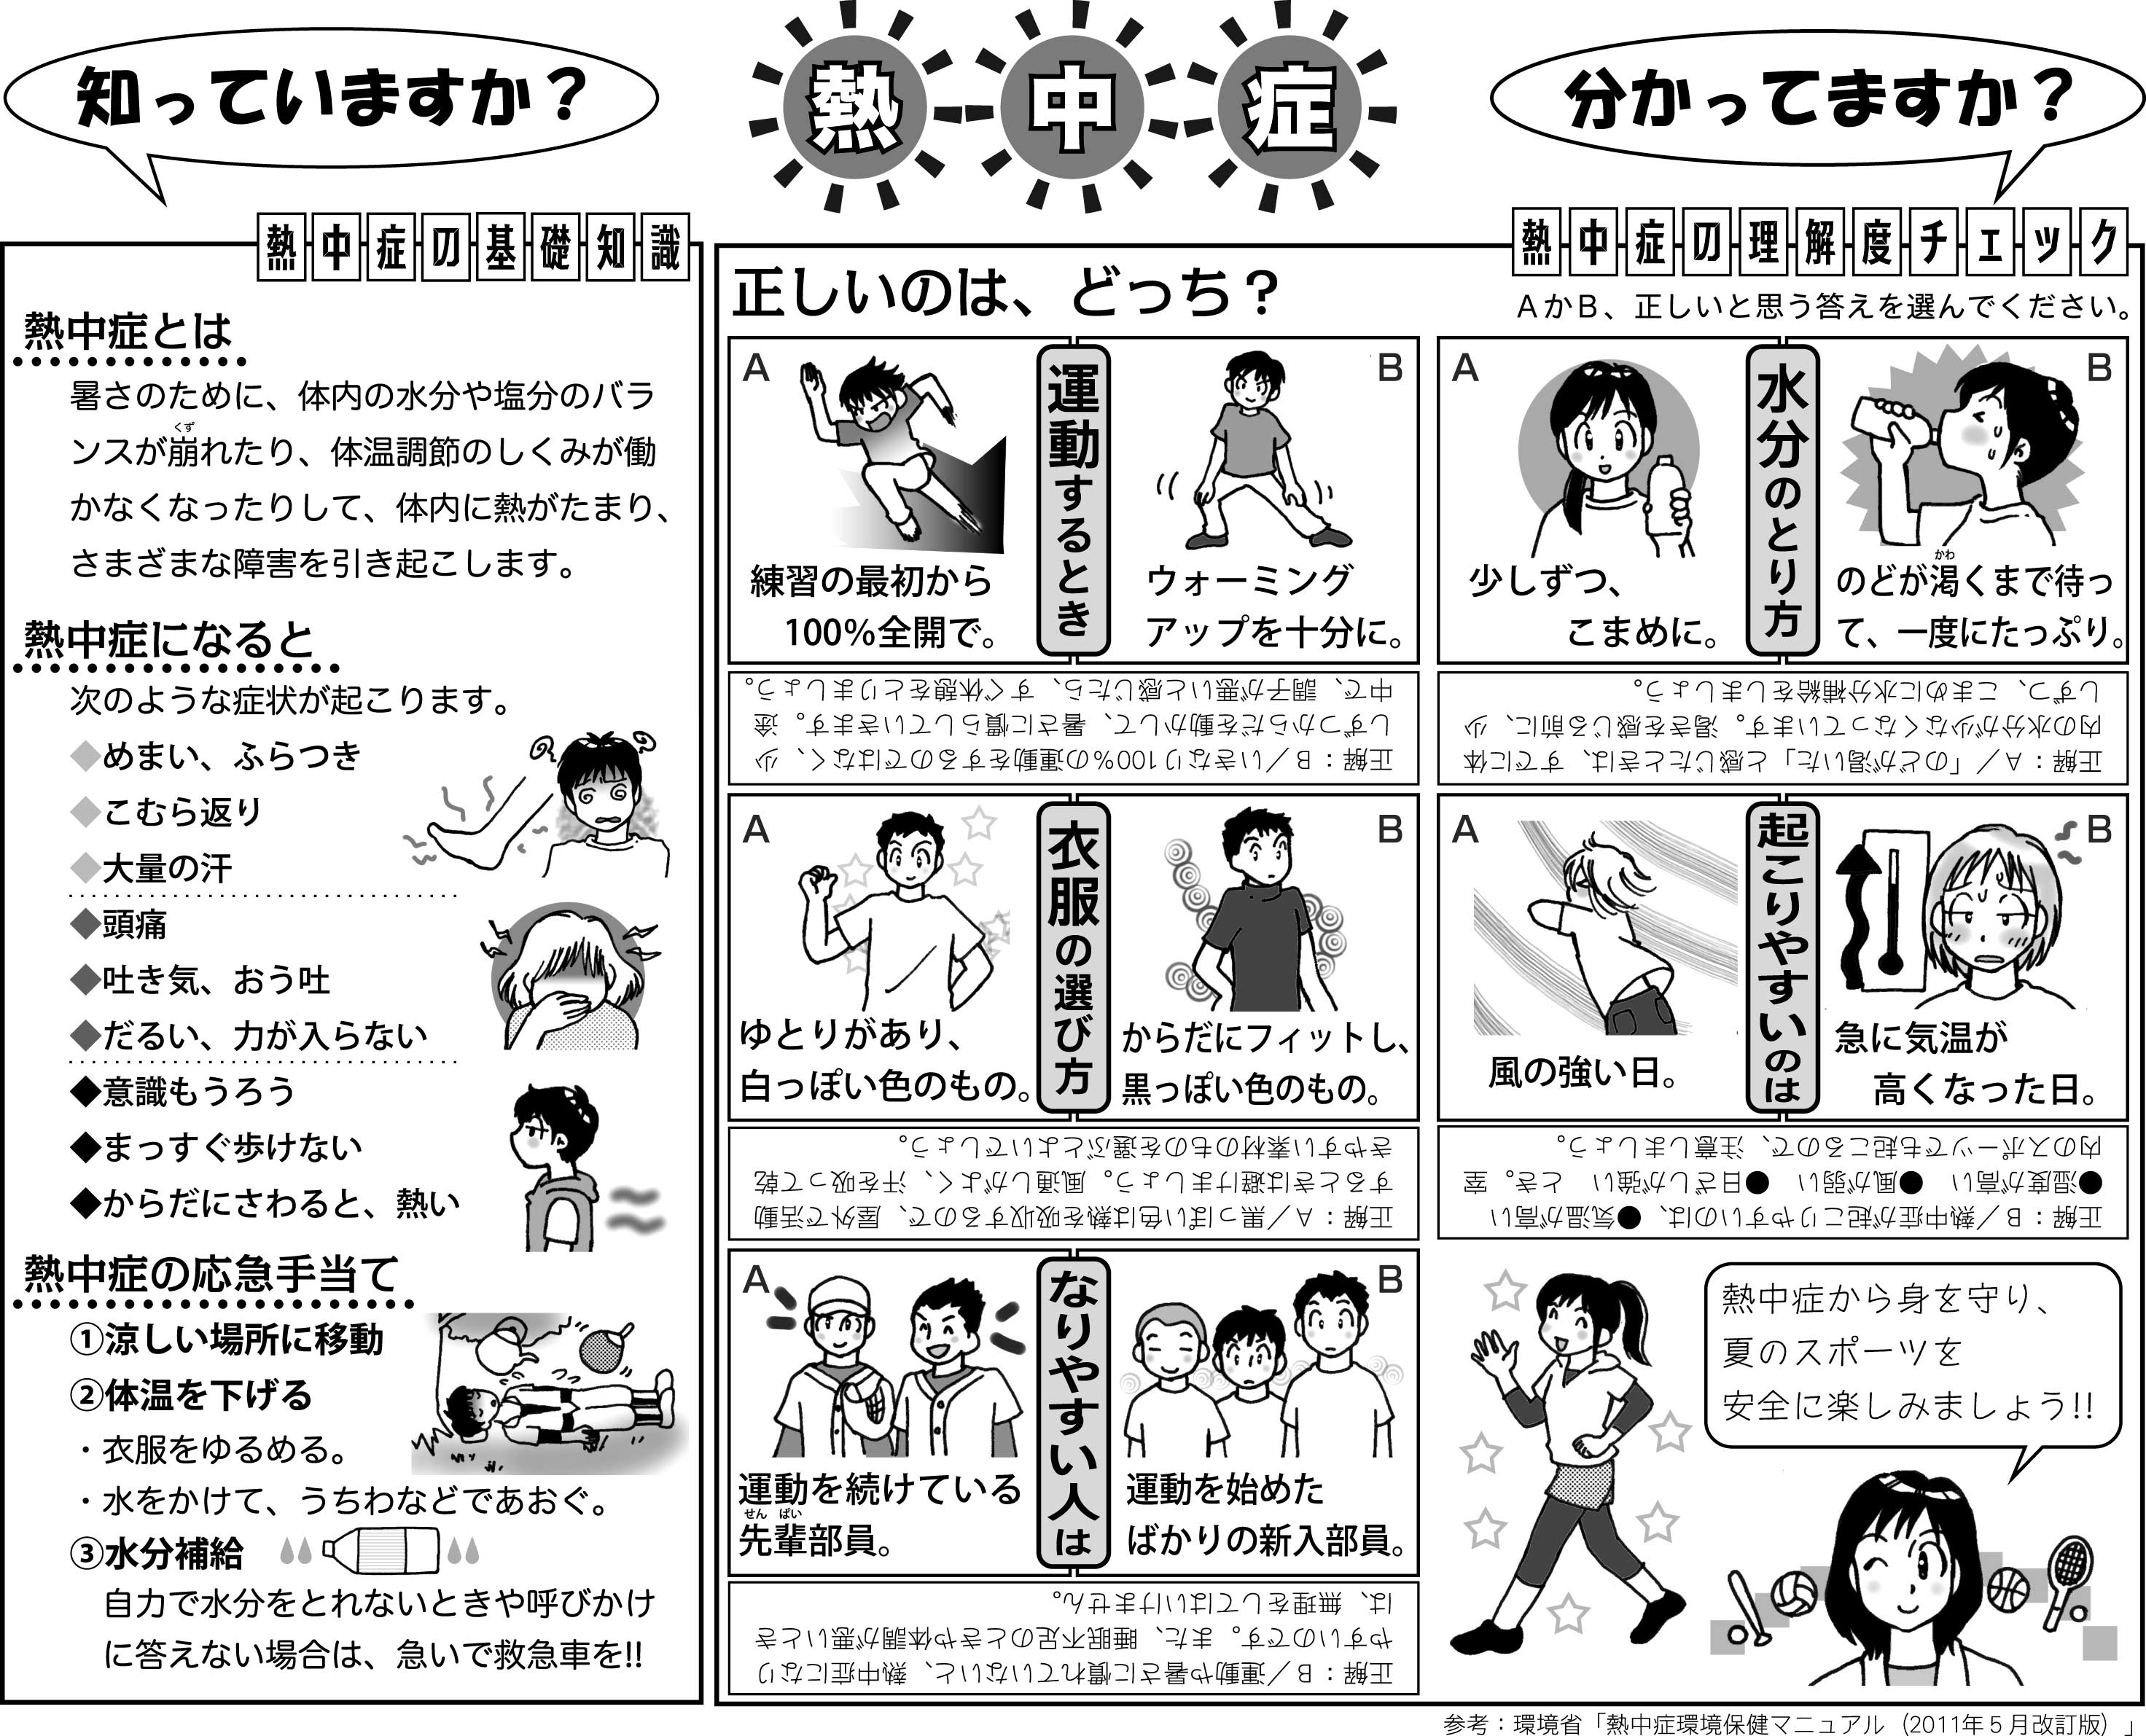 知っていますか？
熱中症
分かってますか？
熱中症の基礎知識
熱中症とは
暑さのために、体内の水分や塩分のバラ
ンスが崩れたり、体温調節のしくみが働
くず
かなくなったりして、体内に熱がたまり、
さまざまな障害を引き起こします。
熱中症になると
次のような症状が起こります。
◆めまい、ふらつき
◆こむら返り
◆大量の汗
◆頭痛
◆吐き気、おう吐
◆だるい、力が入らない
◆意識もうろう
◆まっすぐ歩けない
◆からだにさわると、熱い
熱中症の応急手当て
①涼しい場所に移動
②体温を下げる
・衣服をゆるめる。
・水をかけて、うちわなどであおぐ。
③水分補給
自力で水分をとれないときや呼びかけ
に答えない場合は、急いで救急車を!!
熱中症の理解度チェック
正しいのは、どっち？
AかB、正しいと思う答えを選んでください。
運動するとき
A
練習の最初から
100％全開で。
B
ウォーミング
アップを十分に。
正解：B／いきなり100％の運動をするのではなく、少
しずつからだを動かして、暑さに慣らしていきます。途
中で、調子が悪いと感じたら、すぐ休憩をとりましょう。
水分のとり方
A
少しずつ、
こまめに。
B
のどが渇くまで待っ
かわ
て、一度にたっぷり。
正解：A／「のどが渇いた」と感じたときは、すでに体
内の水分が少なくなっています。渇きを感じる前に、少
しずつ、こまめに水分補給をしましょう。
衣服の選び方
A
ゆとりがあり、
白っぽい色のもの。
B
からだにフィットし、
黒っぽい色のもの。
正解：A／黒っぽい色は熱を吸収するので、屋外で活動
するときは避けましょう。風通しがよく、汗を吸って乾
きやすい素材のものを選ぶとよいでしょう。
起こりやすいのは
A
風の強い日。
B
急に気温が
高くなった日。
正解：B／熱中症が起こりやすいのは、●気温が高い
●湿度が高い　●風が弱い　●日ざしが強い　とき。室
内のスポーツでも起こるので、注意しましょう。
なりやすい人は
A
運動を続けている
せんぱい
先輩部員。
B
運動を始めた
ばかりの新入部員。
正解：B／運動や暑さに慣れていないと、熱中症になり
やすいのです。また、睡眠不足のときや体調が悪いとき
は、無理をしてはいけません。
熱中症から身を守り、
夏のスポーツを
安全に楽しみましょう!!
参考：環境省「熱中症環境保健マニュアル（2011年５月改訂版）」